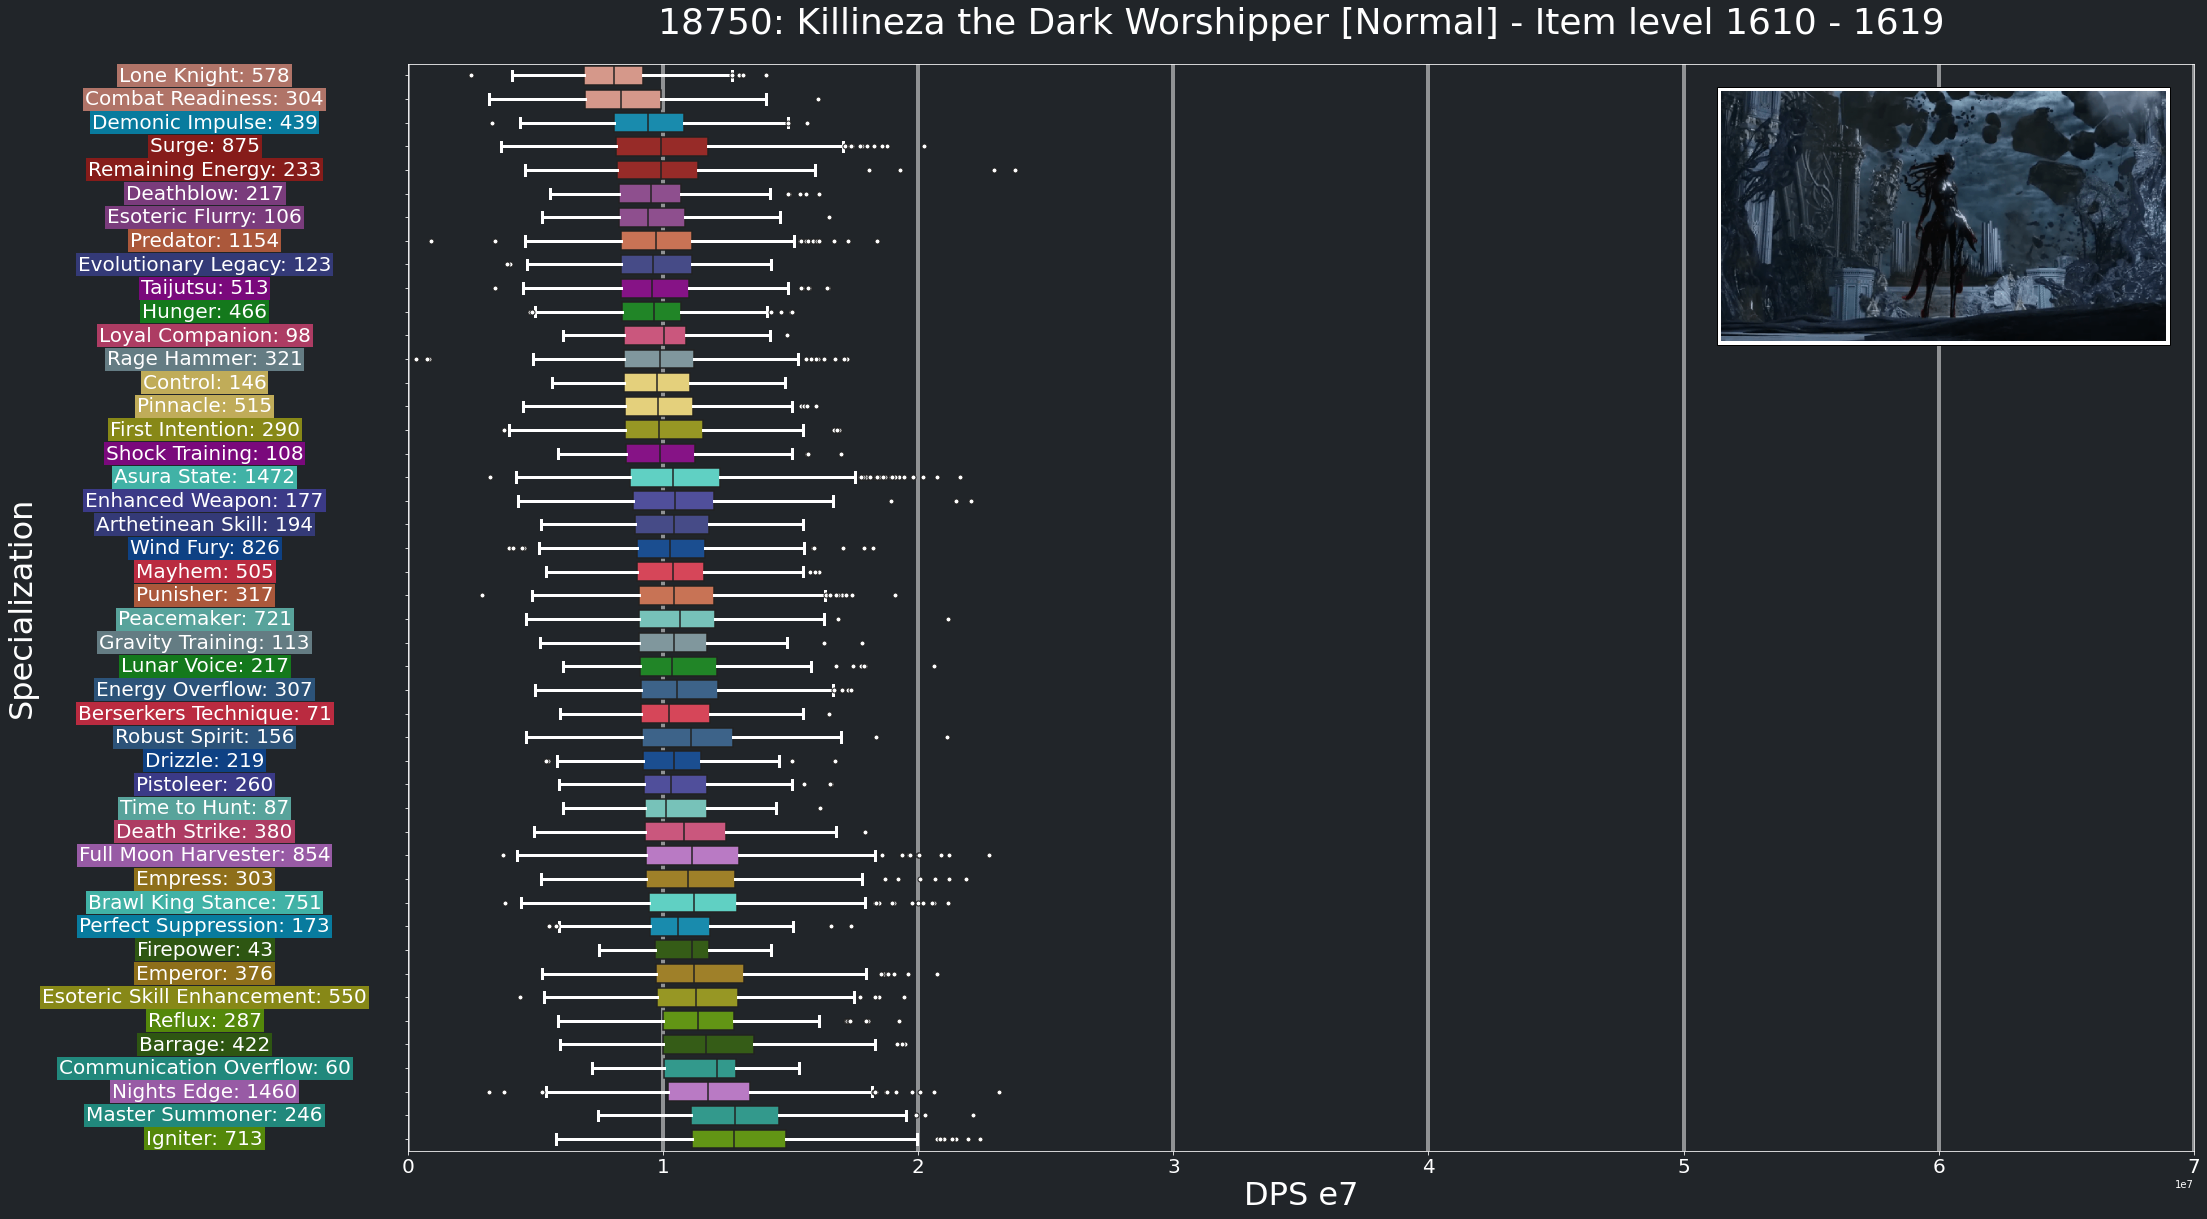 18750: Killineza the Dark Worshipper [Normal] - Item level 1610 - 1619
Specialization
Lone Knight: 578
Combat Readiness: 304
Demonic Impulse: 439
Surge: 875
Remaining Energy: 233
Deathblow: 217
Esoteric Flurry: 106
Predator: 1154
Evolutionary Legacy: 123
Taijutsu: 513
Hunger: 466
Loyal Companion: 98
Rage Hammer: 321
Control: 146
Pinnacle: 515
First Intention: 290
Shock Training: 108
Asura State: 1472
Enhanced Weapon: 177
Arthetinean Skill: 194
Wind Fury: 826
Mayhem: 505
Punisher: 317
Peacemaker: 721
Gravity Training: 113
Lunar Voice: 217
Energy Overflow: 307
Berserkers Technique: 71
Robust Spirit: 156
Drizzle: 219
Pistoleer: 260
Time to Hunt: 87
Death Strike: 380
Full Moon Harvester: 854
Empress: 303
Brawl King Stance: 751
Perfect Suppression: 173
Firepower: 43
Emperor: 376
Esoteric Skill Enhancement: 550
Reflux: 287
Barrage: 422
Communication Overflow: 60
Nights Edge: 1460
Master Summoner: 246
Igniter: 713
0 1 2 3 4 5 6 7
DPS e7
1e7